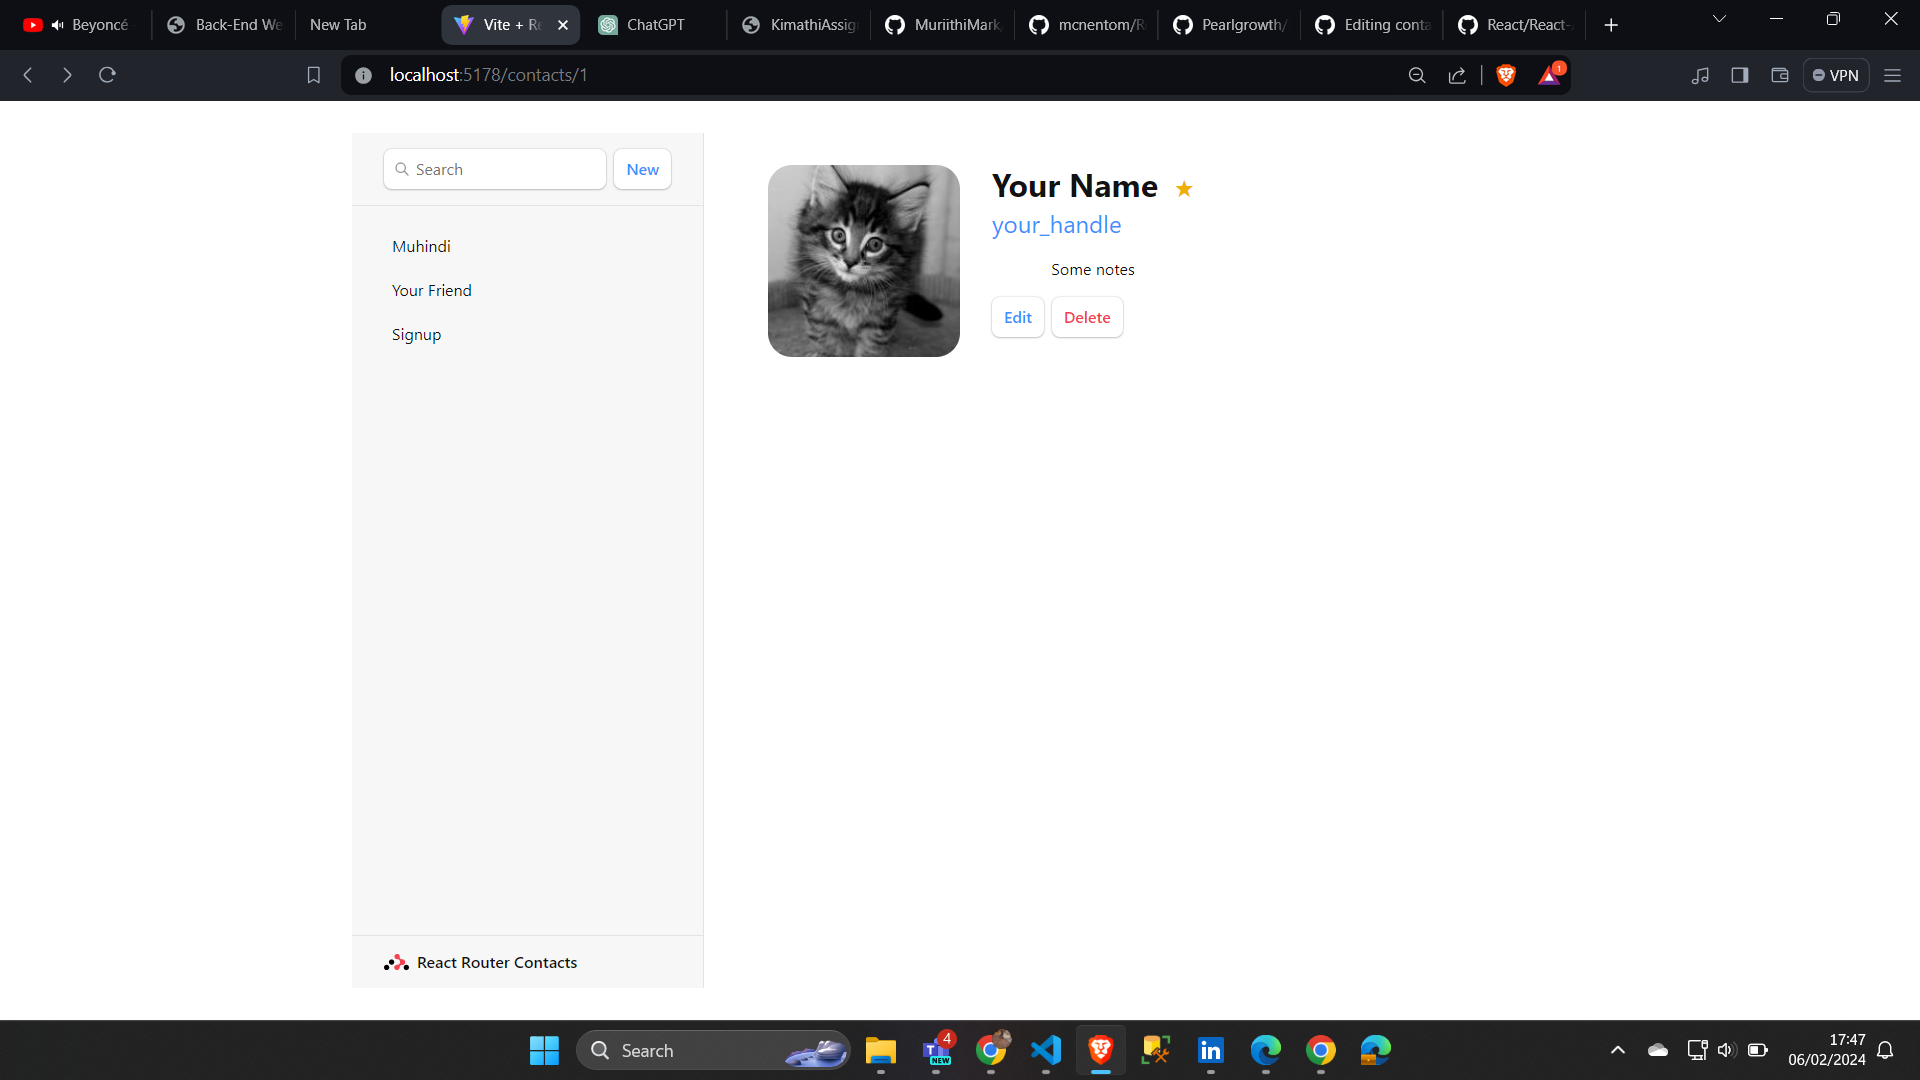 Beyoncé
Back-End We
New Tab
Vite + Re
ChatGPT
KimathiAssig
MuriithiMark
mcnentom/R
Pearlgrowth/
Editing conta
React/React-
localhost:5178/contacts/1
1
VPN
Search
New
Your Name ★
your_handle
Muhindi
Some notes
Your Friend
Edit
Delete
Signup
React Router Contacts
Search
4
NEW
17:47
06/02/2024